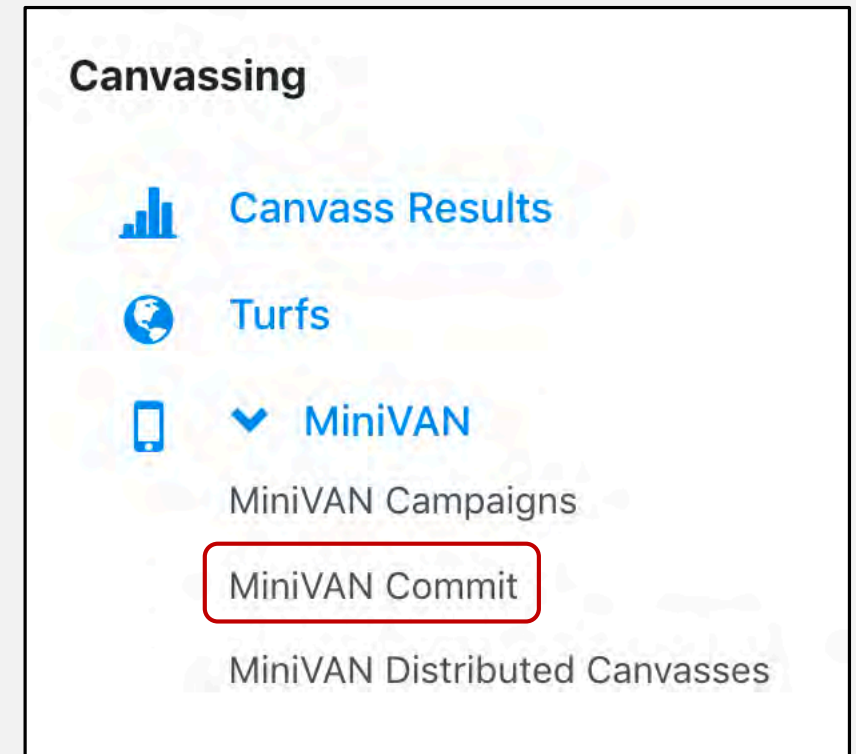 Canvassing
Canvass Results
Turfs
MiniVAN
MiniVAN Campaigns
MiniVAN Commit
MiniVAN Distributed Canvasses